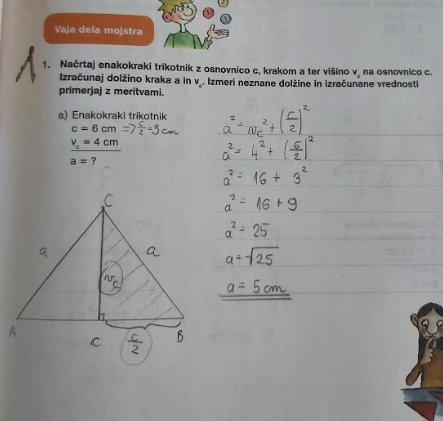 Vaja dela mojstra
1. Načrtaj enakokraki trikotnik z osnovnico c, krakom a ter višino v_c na osnovnico c.
Izračunaj dolžino kraka a in v_c. Izmeri neznane dolžine in izračunane vrednosti
primerjaj z meritvami.
a) Enakokraki trikotnik
c = 6 cm => c/2 = 3 cm
v_c = 4 cm
a = ?
a² = v_c² + (c/2)²
a² = 4² + (6/2)²
a² = 16 + 3²
a² = 16 + 9
a² = 25
a = √25
a = 5 cm
C
a
a
v_c
A
c
c/2
B